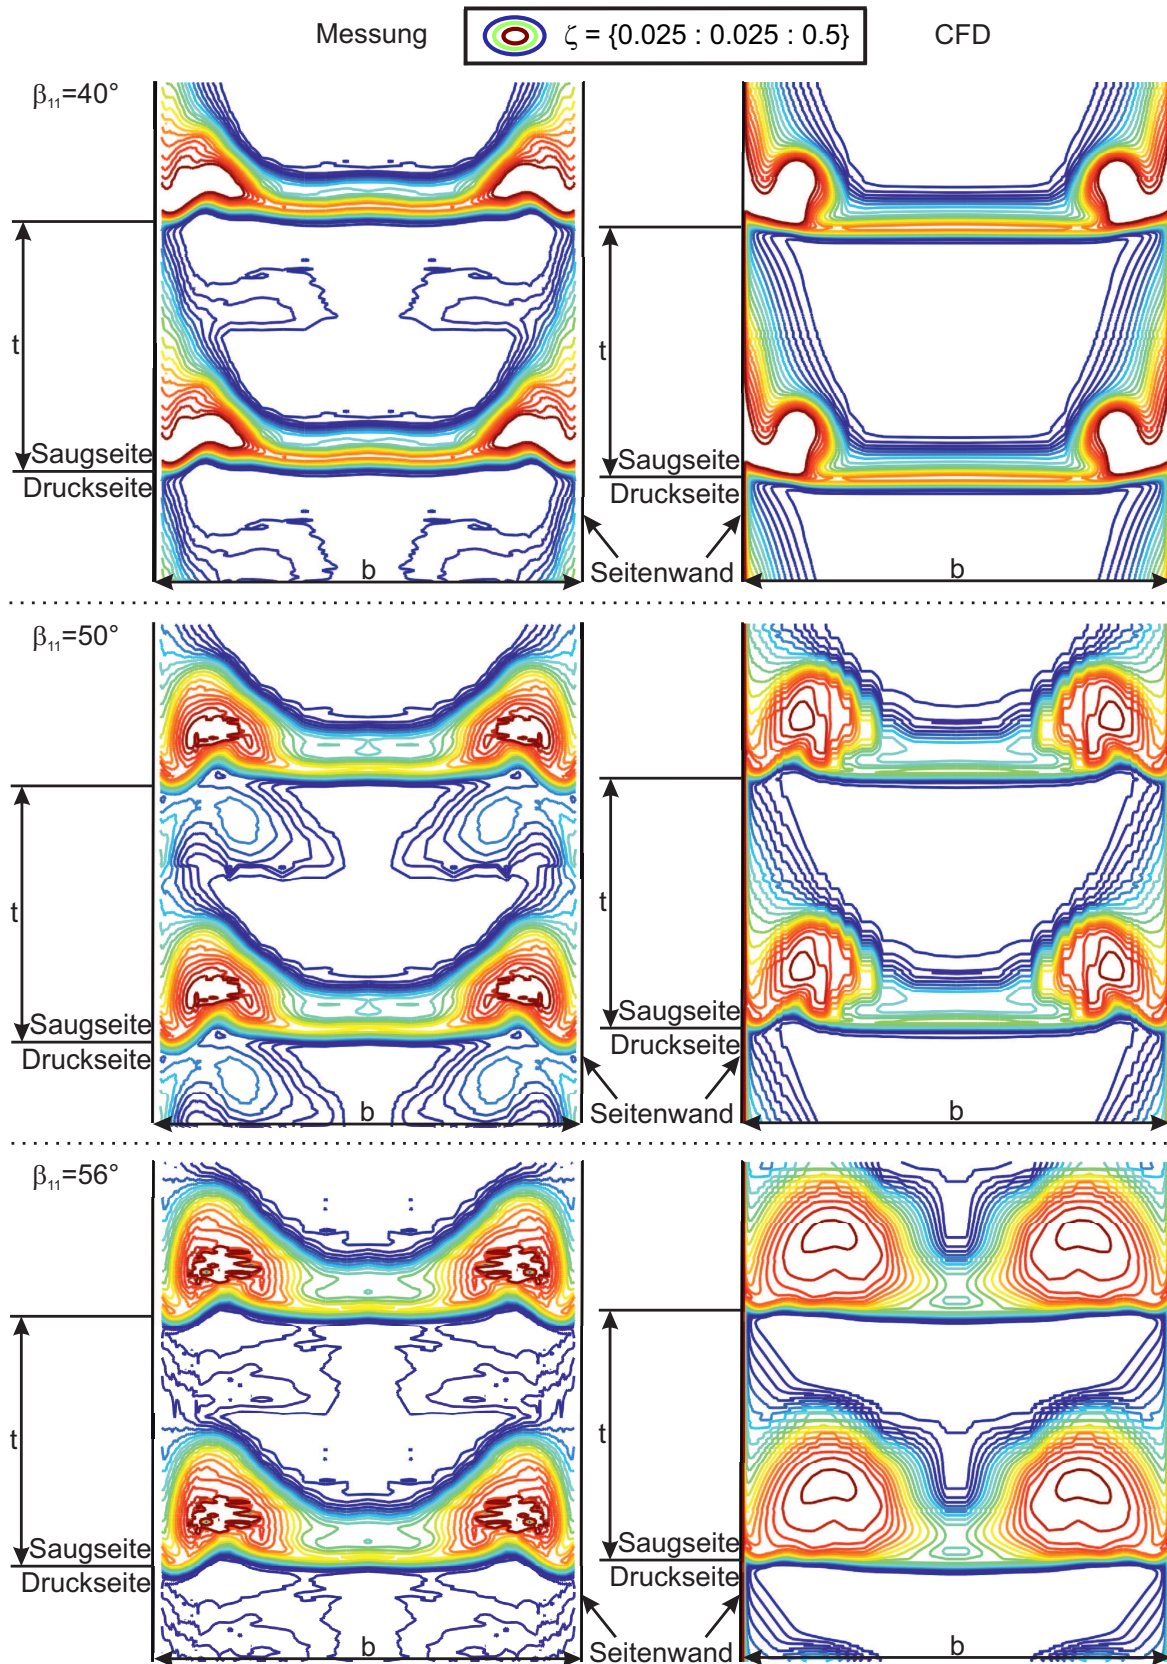 Messung ζ = {0.025 : 0.025 : 0.5} CFD
β₁₁=40°
t t
Saugseite Saugseite
Druckseite Druckseite
b Seitenwand b
β₁₁=50°
t t
Saugseite Saugseite
Druckseite Druckseite
b Seitenwand b
β₁₁=56°
t t
Saugseite Saugseite
Druckseite Druckseite
b Seitenwand b